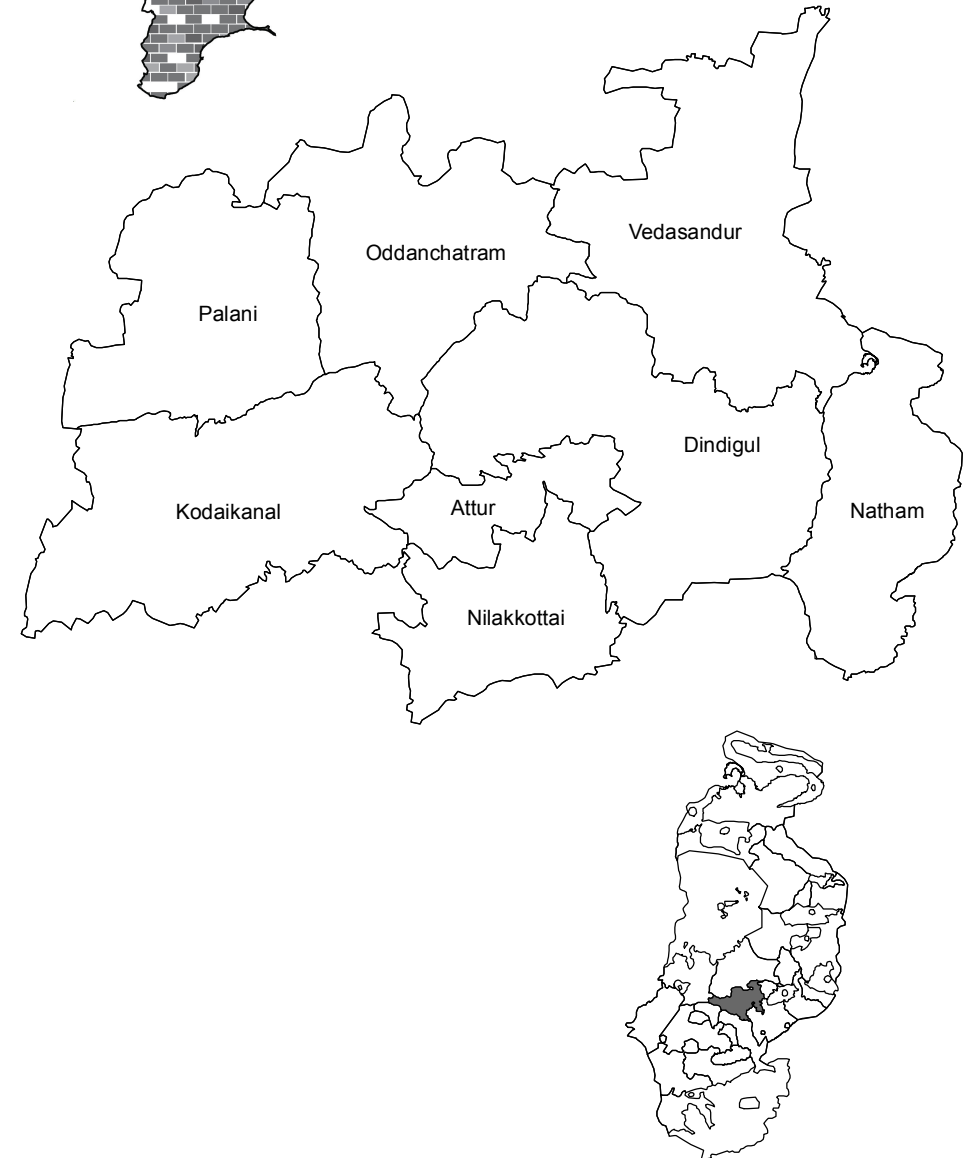 Vedasandur
Oddanchatram
Palani
Dindigul
Attur
Kodaikanal
Natham
Nilakkottai